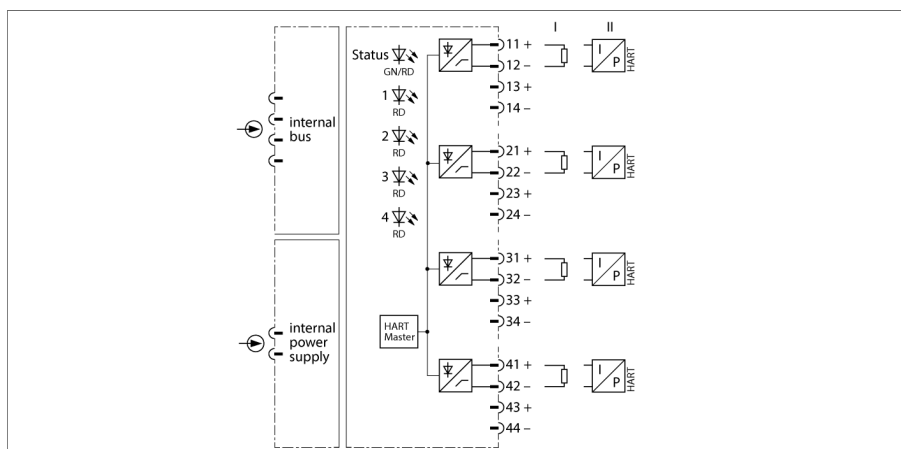 I II
Status
GN/RD
1
RD
2
RD
3
RD
4
RD
internal
bus
internal
power
supply
HART
Master
11 +
12 –
13 +
14 –
I
P
HART
21 +
22 –
23 +
24 –
I
P
HART
31 +
32 –
33 +
34 –
I
P
HART
41 +
42 –
43 +
44 –
I
P
HART